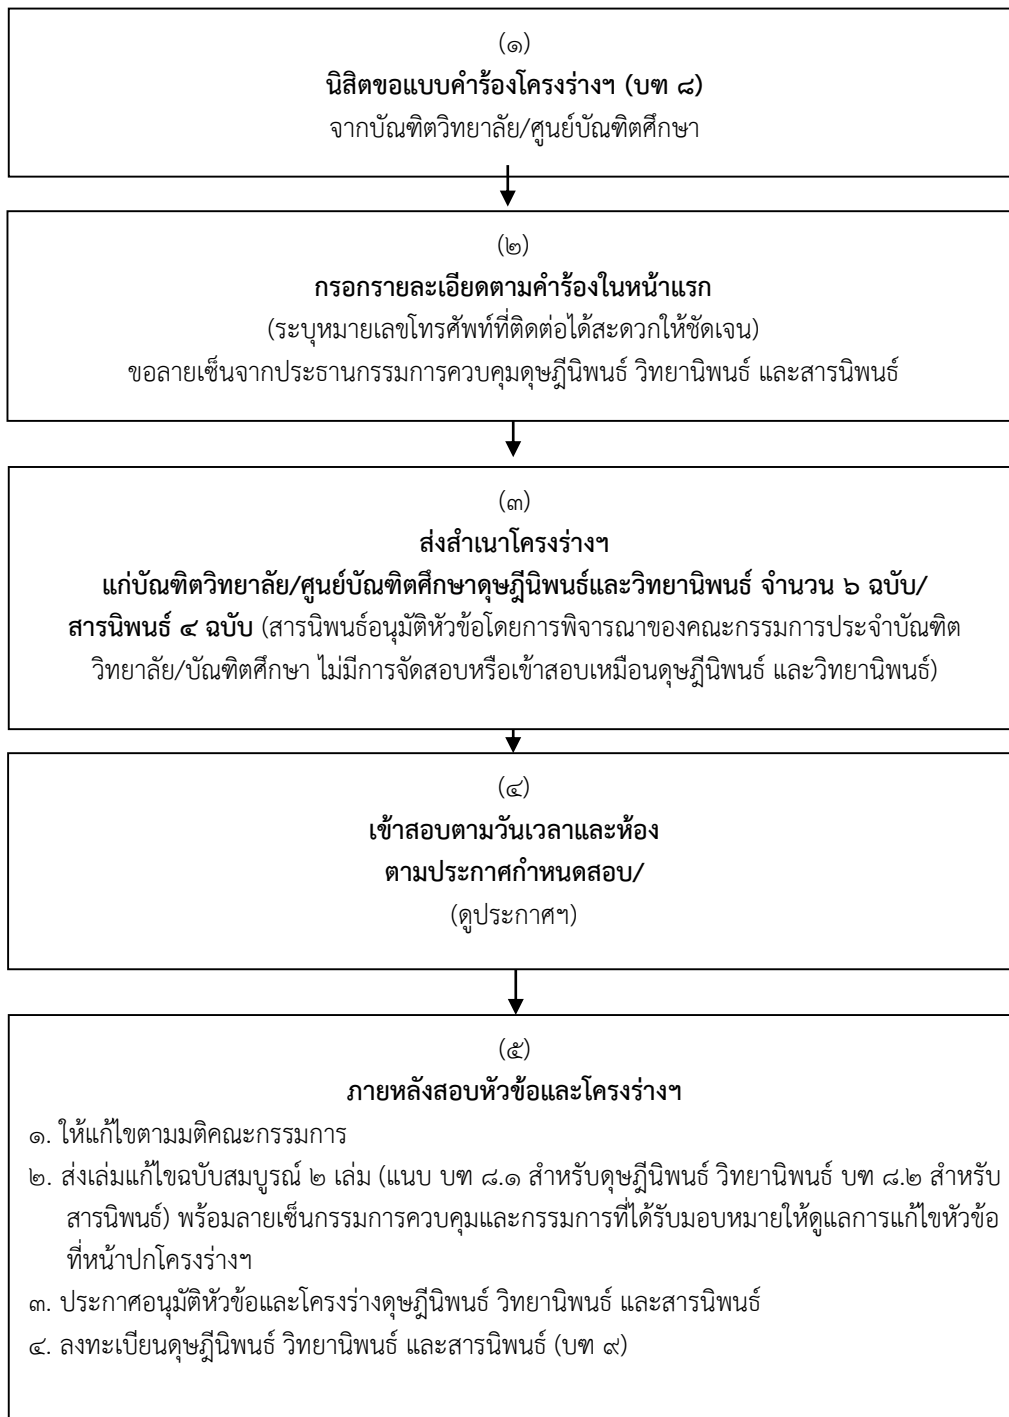 (๑)
นิสิตขอแบบคำร้องโครงร่างฯ (บฑ ๘)
จากบัณฑิตวิทยาลัย/ศูนย์บัณฑิตศึกษา
(๒)
กรอกรายละเอียดตามคำร้องในหน้าแรก
(ระบุหมายเลขโทรศัพท์ที่ติดต่อได้สะดวกให้ชัดเจน)
ขอลายเซ็นจากประธานกรรมการควบคุมดุษฎีนิพนธ์ วิทยานิพนธ์ และสารนิพนธ์
(๓)
ส่งสำเนาโครงร่างฯ
แก่บัณฑิตวิทยาลัย/ศูนย์บัณฑิตศึกษาดุษฎีนิพนธ์และวิทยานิพนธ์ จำนวน ๖ ฉบับ/
สารนิพนธ์ ๔ ฉบับ (สารนิพนธ์อนุมัติหัวข้อโดยการพิจารณาของคณะกรรมการประจำบัณฑิต
วิทยาลัย/บัณฑิตศึกษา ไม่มีการจัดสอบหรือเข้าสอบเหมือนดุษฎีนิพนธ์ และวิทยานิพนธ์)
(๔)
เข้าสอบตามวันเวลาและห้อง
ตามประกาศกำหนดสอบ/
(ดูประกาศฯ)
(๕)
ภายหลังสอบหัวข้อและโครงร่างฯ
๑. ให้แก้ไขตามมติคณะกรรมการ
๒. ส่งเล่มแก้ไขฉบับสมบูรณ์ ๒ เล่ม (แนบ บฑ ๘.๑ สำหรับดุษฎีนิพนธ์ วิทยานิพนธ์ บฑ ๘.๒ สำหรับ
สารนิพนธ์) พร้อมลายเซ็นกรรมการควบคุมและกรรมการที่ได้รับมอบหมายให้ดูแลการแก้ไขหัวข้อ
ที่หน้าปกโครงร่างฯ
๓. ประกาศอนุมัติหัวข้อและโครงร่างดุษฎีนิพนธ์ วิทยานิพนธ์ และสารนิพนธ์
๔. ลงทะเบียนดุษฎีนิพนธ์ วิทยานิพนธ์ และสารนิพนธ์ (บฑ ๙)